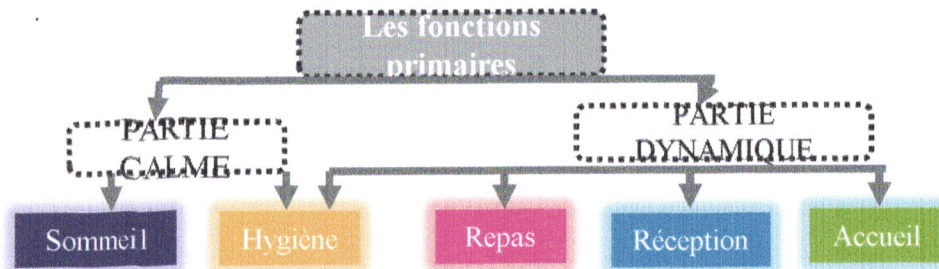 Les fonctions
primaires
PARTIE
CALME
PARTIE
DYNAMIQUE
Sommeil
Hygiène
Repas
Réception
Accueil